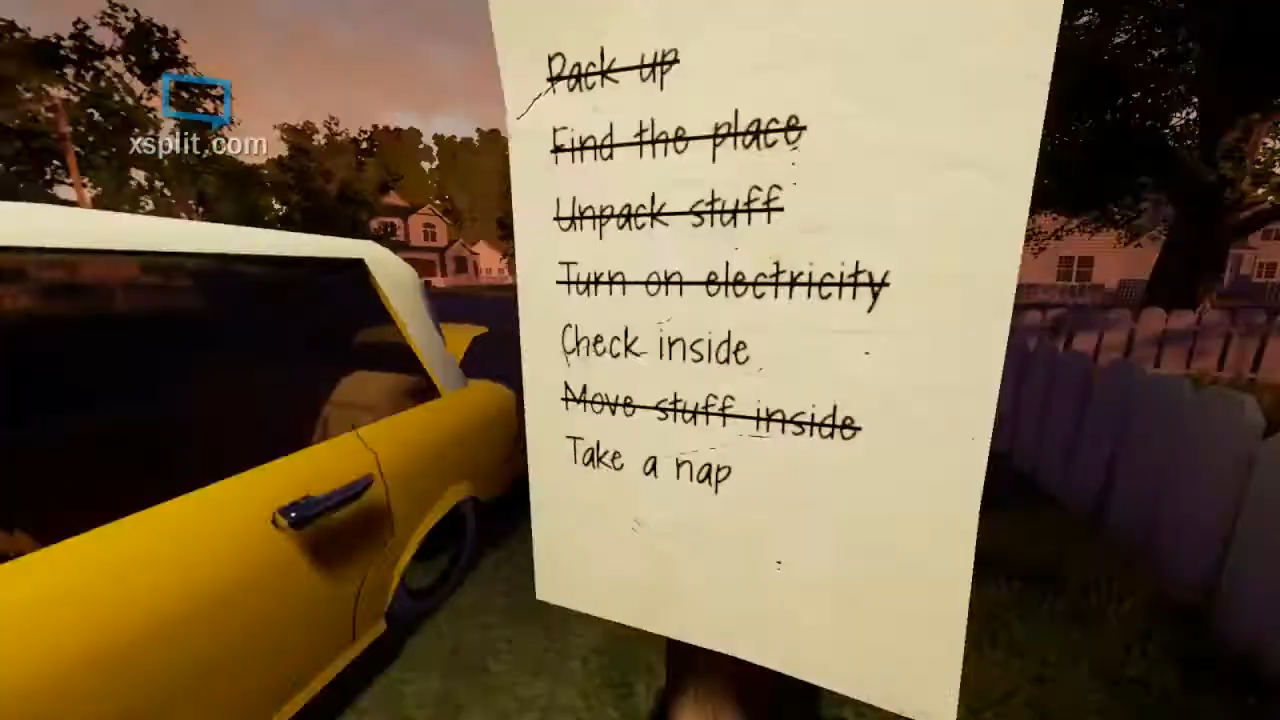 xsplit.com
Pack up
Find the place
Unpack stuff
Turn on electricity
Check inside
Move stuff inside
Take a nap